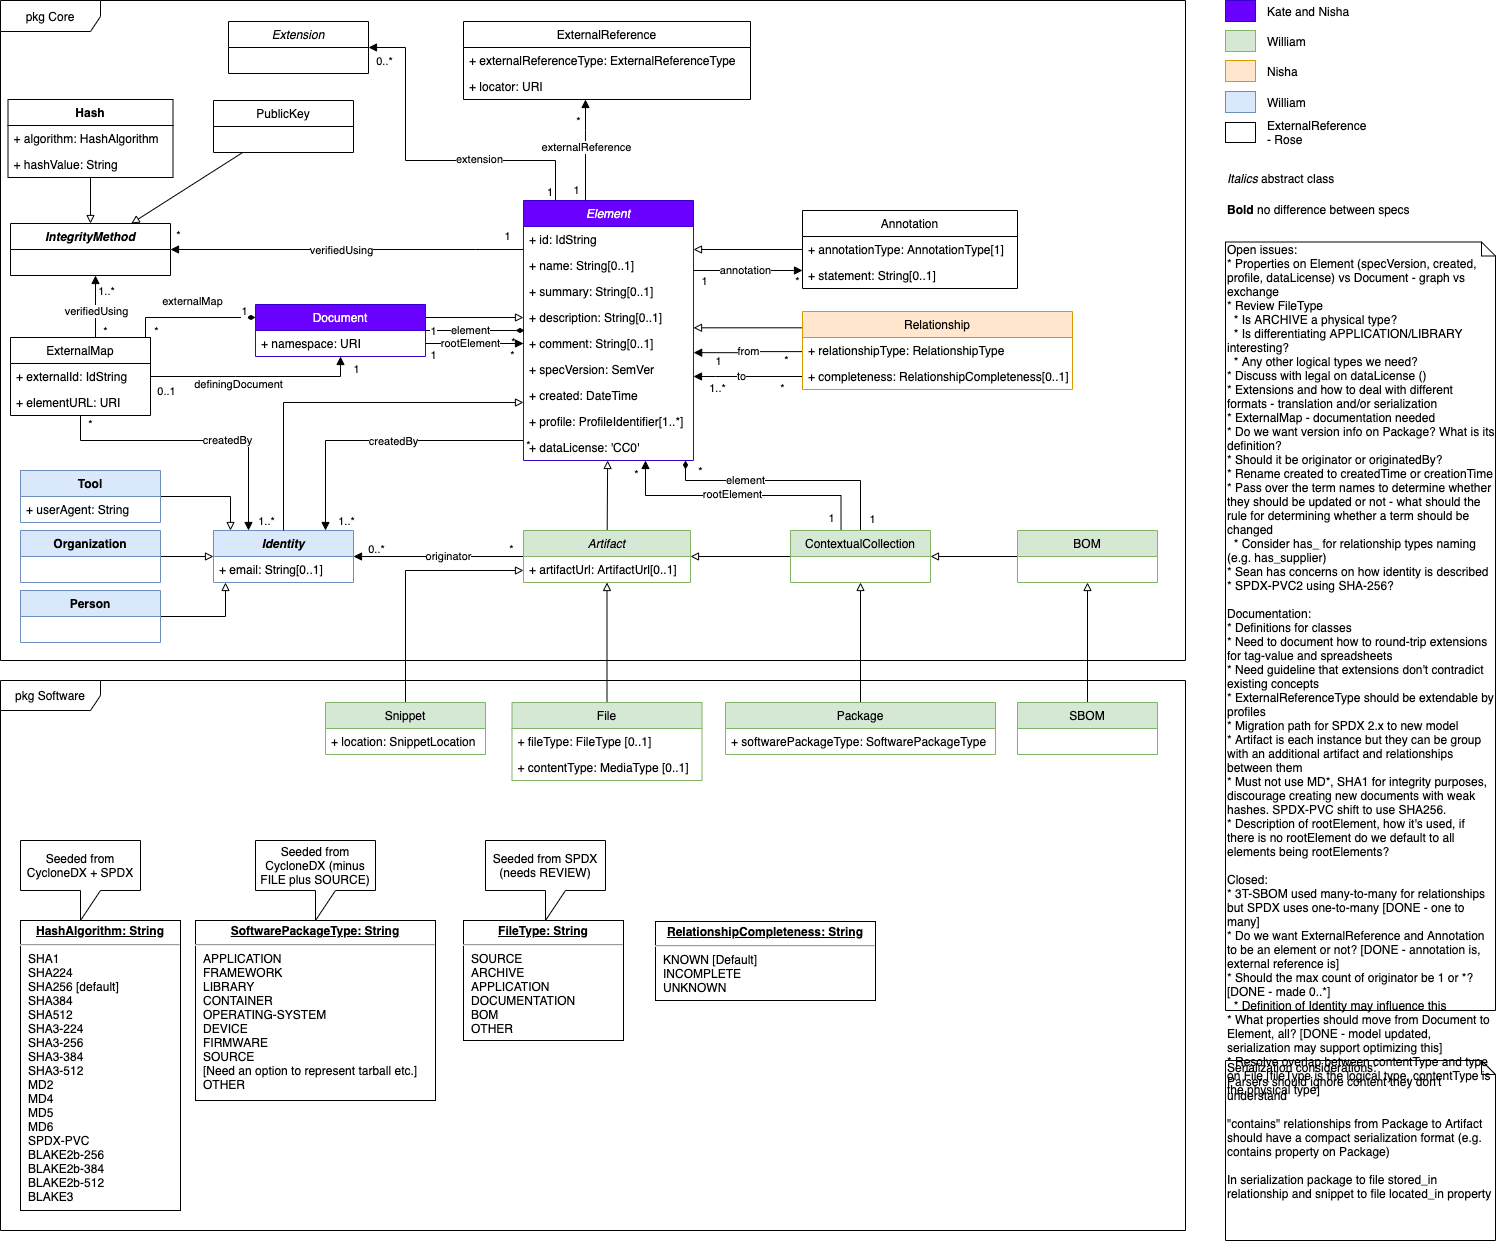 pkg Core
Extension
0..*
ExternalReference
+ externalReferenceType: ExternalReferenceType
+ locator: URI
*
externalReference
1
1
extension
Hash
+ algorithm: HashAlgorithm
+ hashValue: String
PublicKey
IntegrityMethod
*
verifiedUsing
1
Element
+ id: IdString
+ name: String[0..1]
+ summary: String[0..1]
+ description: String[0..1]
+ comment: String[0..1]
+ specVersion: SemVer
+ created: DateTime
+ profile: ProfileIdentifier[1..*]
+ dataLicense: 'CC0'
Annotation
+ annotationType: AnnotationType[1]
+ statement: String[0..1]
annotation
1
*
Relationship
+ relationshipType: RelationshipType
+ completeness: RelationshipCompleteness[0..1]
from
1
*
to
1..*
*
1..*
verifiedUsing
*
externalMap
1
*
Document
+ namespace: URI
1
element
*
rootElement
1
*
ExternalMap
+ externalId: IdString
+ elementURL: URI
0..1
definingDocument
1
*
createdBy
1..*
createdBy
*
1..*
Tool
+ userAgent: String
Organization
Person
Identity
+ email: String[0..1]
0..*
originator
*
Artifact
+ artifactUrl: ArtifactUrl[0..1]
*
*
element
rootElement
1
1
ContextualCollection
BOM
pkg Software
Snippet
+ location: SnippetLocation
File
+ fileType: FileType [0..1]
+ contentType: MediaType [0..1]
Package
+ softwarePackageType: SoftwarePackageType
SBOM
Seeded from
CycloneDX + SPDX
HashAlgorithm: String
SHA1
SHA224
SHA256 [default]
SHA384
SHA512
SHA3-224
SHA3-256
SHA3-384
SHA3-512
MD2
MD4
MD5
MD6
SPDX-PVC
BLAKE2b-256
BLAKE2b-384
BLAKE2b-512
BLAKE3
Seeded from
CycloneDX (minus
FILE plus SOURCE)
SoftwarePackageType: String
APPLICATION
FRAMEWORK
LIBRARY
CONTAINER
OPERATING-SYSTEM
DEVICE
FIRMWARE
SOURCE
[Need an option to represent tarball etc.]
OTHER
Seeded from SPDX
(needs REVIEW)
FileType: String
SOURCE
ARCHIVE
APPLICATION
DOCUMENTATION
BOM
OTHER
RelationshipCompleteness: String
KNOWN [Default]
INCOMPLETE
UNKNOWN
Kate and Nisha
William
Nisha
William
ExternalReference
- Rose
Italics abstract class
Bold no difference between specs
Open issues:
* Properties on Element (specVersion, created,
profile, dataLicense) vs Document - graph vs
exchange
* Review FileType
* Is ARCHIVE a physical type?
* Is differentiating APPLICATION/LIBRARY
interesting?
* Any other logical types we need?
* Discuss with legal on dataLicense ()
* Extensions and how to deal with different
formats - translation and/or serialization
* ExternalMap - documentation needed
* Do we want version info on Package? What is its
definition?
* Should it be originator or originatedBy?
* Rename created to createdTime or creationTime
* Pass over the term names to determine whether
they should be updated or not - what should the
rule for determining whether a term should be
changed
* Consider has_ for relationship types naming
(e.g. has_supplier)
* Sean has concerns on how identity is described
* SPDX-PVC2 using SHA-256?
Documentation:
* Definitions for classes
* Need to document how to round-trip extensions
for tag-value and spreadsheets
* Need guideline that extensions don't contradict
existing concepts
* ExternalReferenceType should be extendable by
profiles
* Migration path for SPDX 2.x to new model
* Artifact is each instance but they can be group
with an additional artifact and relationships
between them
* Must not use MD*, SHA1 for integrity purposes,
discourage creating new documents with weak
hashes. SPDX-PVC shift to use SHA256.
* Description of rootElement, how it's used, if
there is no rootElement do we default to all
elements being rootElements?
Closed:
* 3T-SBOM used many-to-many for relationships
but SPDX uses one-to-many [DONE - one to
many]
* Do we want ExternalReference and Annotation
to be an element or not? [DONE - annotation is,
external reference is]
* Should the max count of originator be 1 or *?
[DONE - made 0..*]
* Definition of Identity may influence this
* What properties should move from Document to
Element, all? [DONE - model updated,
serialization may support optimizing this]
* Resolve overlap between contentType and type
on File [fileType is the logical type, contentType is
the physical type]
Serialization considerations:
Parsers should ignore content they don't
understand
"contains" relationships from Package to Artifact
should have a compact serialization format (e.g.
contains property on Package)
In serialization package to file stored_in
relationship and snippet to file located_in property